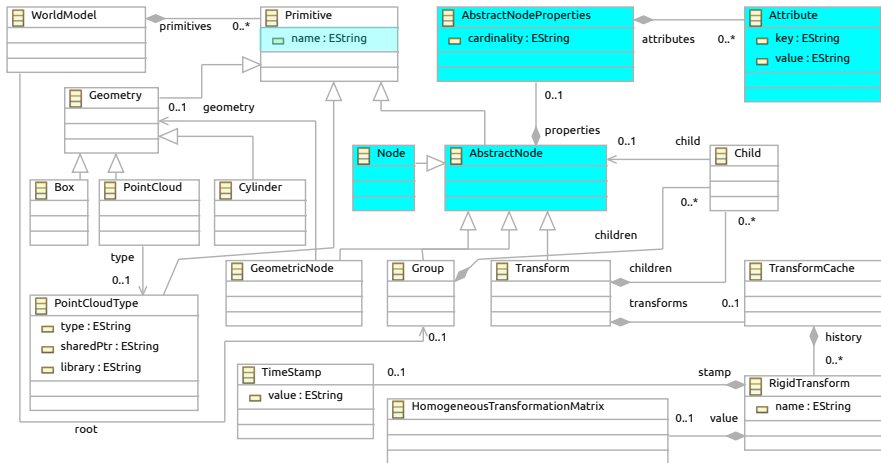 WorldModel
primitives
0..*
Primitive
name : EString
AbstractNodeProperties
cardinality : EString
attributes
0..*
Attribute
key : EString
value : EString
Geometry
0..1
geometry
0..1
properties
Node
AbstractNode
0..1
child
Child
0..*
0..*
Box
PointCloud
Cylinder
children
type
0..1
GeometricNode
Group
Transform
children
transforms
0..1
TransformCache
PointCloudType
type : EString
sharedPtr : EString
library : EString
0..1
history
0..*
TimeStamp
value : EString
0..1
stamp
RigidTransform
name : EString
HomogeneousTransformationMatrix
0..1
value
root